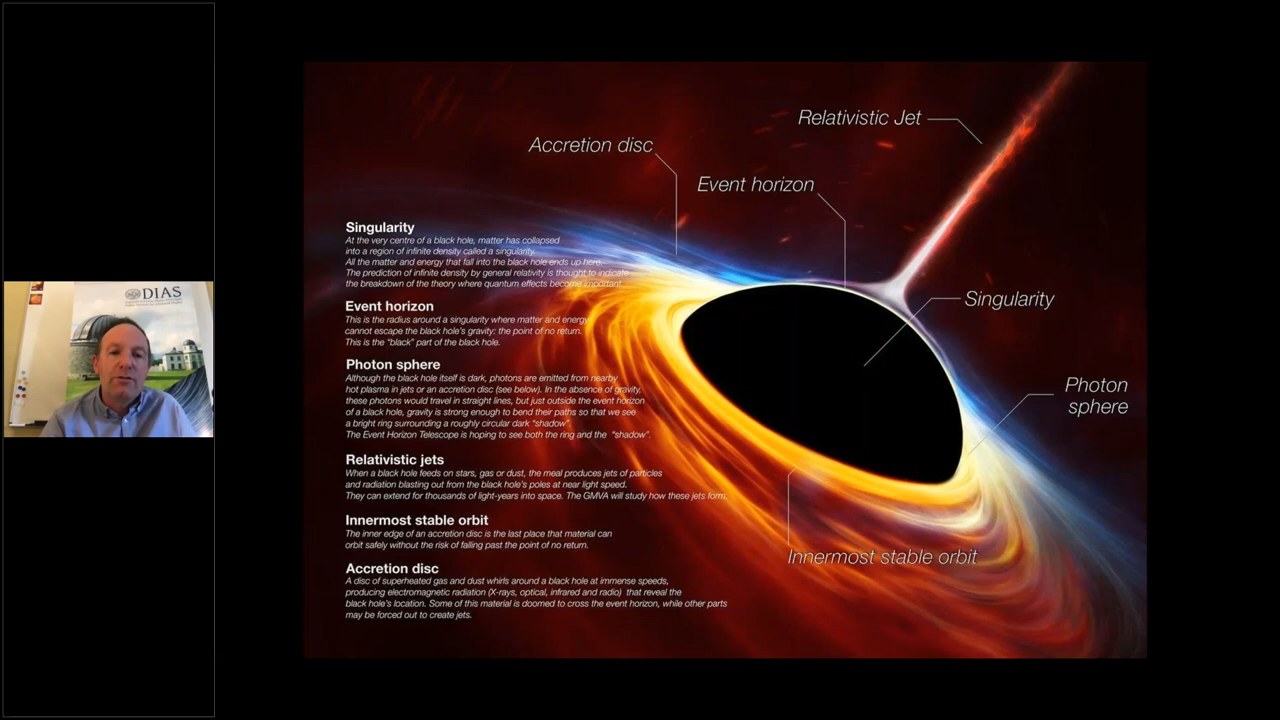 DIAS
Relativistic Jet
Accretion disc
Event horizon
Singularity
Photon
sphere
Innermost stable orbit
Singularity
At the very centre of a black hole, matter has collapsed
into a region of infinite density called a singularity.
All the matter and energy that fall into the black hole ends up here.
The prediction of infinite density by general relativity is thought to indicate
the breakdown of the theory where quantum effects become important.
Event horizon
This is the radius around a singularity where matter and energy
cannot escape the black hole's gravity: the point of no return.
This is the "black" part of the black hole.
Photon sphere
Although the black hole itself is dark, photons are emitted from nearby
hot plasma in jets or an accretion disc (see below). In the absence of gravity,
these photons would travel in straight lines, but just outside the event horizon
of a black hole, gravity is strong enough to bend their paths so that we see
a bright ring surrounding a roughly circular dark "shadow".
The Event Horizon Telescope is hoping to see both the ring and the "shadow".
Relativistic jets
When a black hole feeds on stars, gas or dust, the meal produces jets of particles
and radiation blasting out from the black hole's poles at near light speed.
They can extend for thousands of light-years into space. The GMVA will study how these jets form.
Innermost stable orbit
The inner edge of an accretion disc is the last place that material can
orbit safely without the risk of falling past the point of no return.
Accretion disc
A disc of superheated gas and dust whirls around a black hole at immense speeds,
producing electromagnetic radiation (X-rays, optical, infrared and radio) that reveal the
black hole's location. Some of this material is doomed to cross the event horizon, while other parts
may be forced out to create jets.